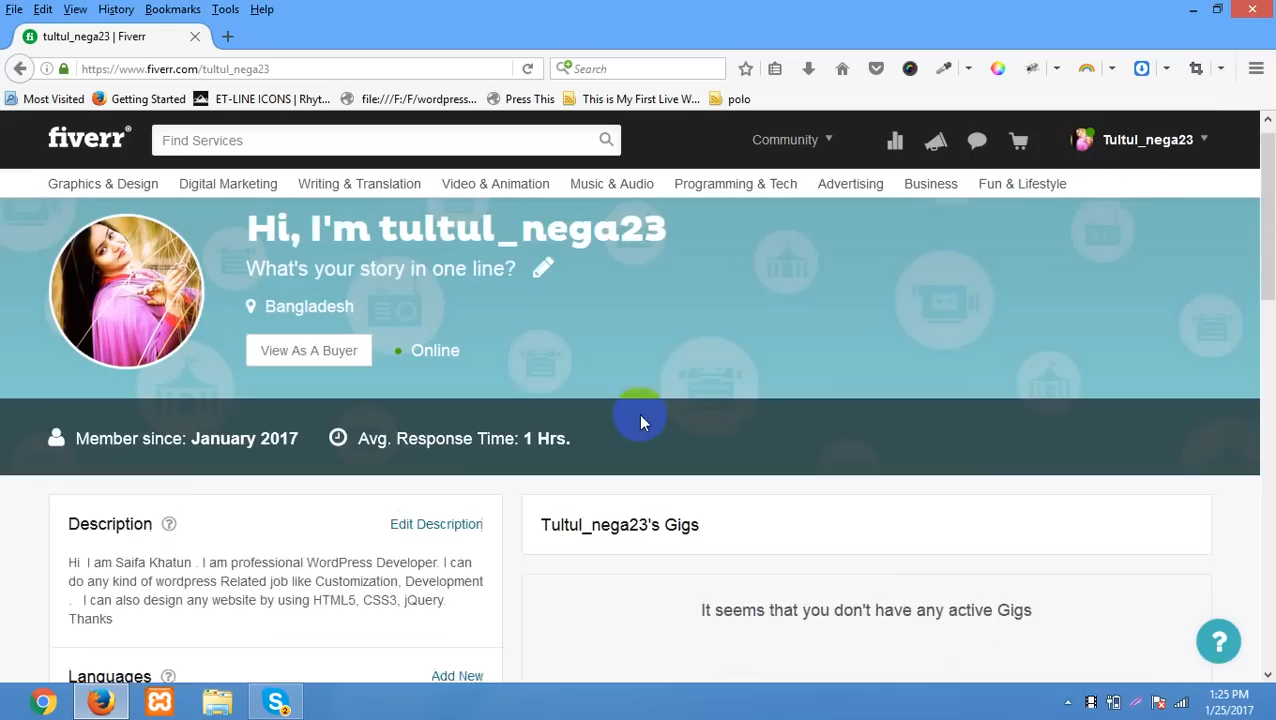 File Edit View History Bookmarks Tools Help
fi tultul_nega23 | Fiverr
https://www.fiverr.com/tultul_nega23 Search
Most Visited Getting Started ET-LINE ICONS | Rhyt... file:///F:/F/wordpress... Press This This is My First Live W... polo
fiverr® Find Services Community Tultul_nega23
Graphics & Design Digital Marketing Writing & Translation Video & Animation Music & Audio Programming & Tech Advertising Business Fun & Lifestyle
Hi, I'm tultul_nega23
What's your story in one line?
Bangladesh
View As A Buyer Online
Member since: January 2017 Avg. Response Time: 1 Hrs.
Description ? Edit Description
Hi I am Saifa Khatun . I am professional WordPress Developer. I can
do any kind of wordpress Related job like Customization, Development
. I can also design any website by using HTML5, CSS3, jQuery.
Thanks
Languages ? Add New
Tultul_nega23's Gigs
It seems that you don't have any active Gigs
?
2
1:25 PM
1/25/2017